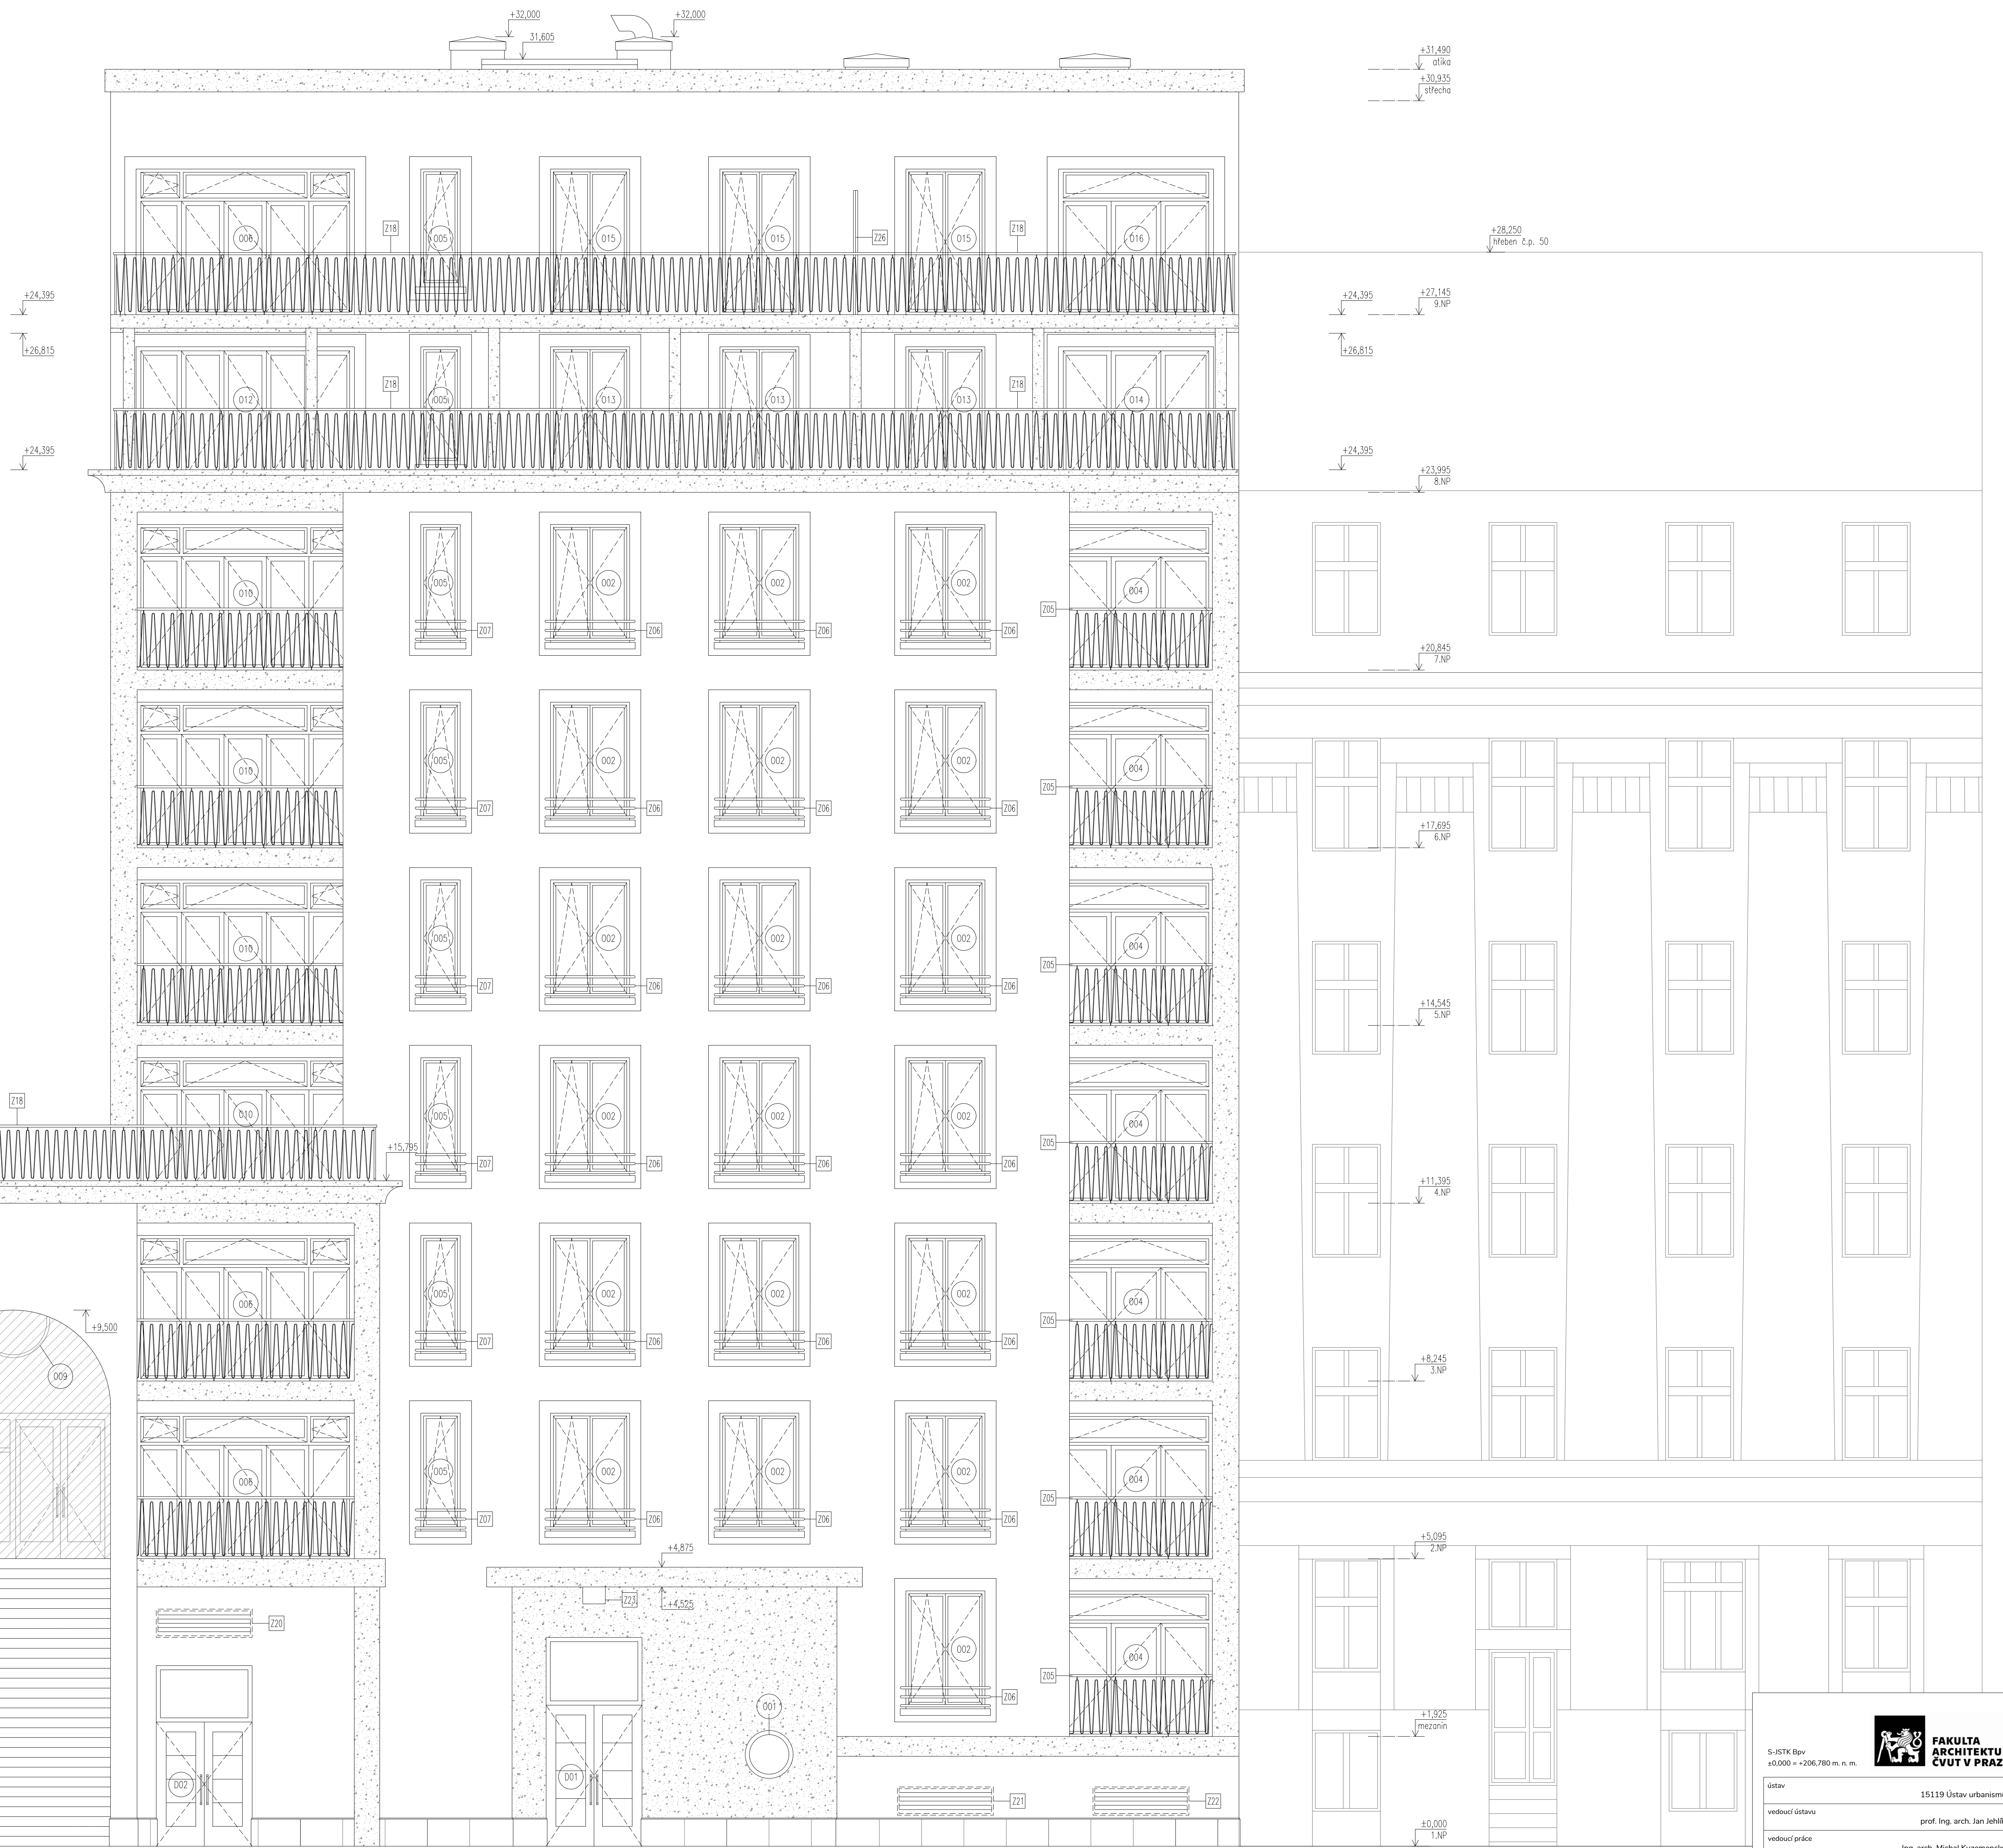 +32,000
+32,000
31,605
+31,490
atika
+30,935
střecha
006
Z18
005
015
015
Z26
015
Z18
016
+28,250
hřeben č.p. 50
+24,395
+24,395
+27,145
9.NP
+26,815
+26,815
012
Z18
005
013
013
013
Z18
014
+24,395
+24,395
+23,995
8.NP
010
005
002
002
002
004
Z05
Z07
Z06
Z06
Z06
+20,845
7.NP
010
005
002
002
002
004
Z05
Z07
Z06
Z06
Z06
+17,695
6.NP
010
005
002
002
002
004
Z05
Z07
Z06
Z06
Z06
+14,545
5.NP
Z18
010
005
002
002
002
004
Z05
+15,795
Z07
Z06
Z06
Z06
+11,395
4.NP
006
005
002
002
002
004
Z05
+9,500
Z07
Z06
Z06
Z06
+8,245
3.NP
009
006
005
002
002
002
004
Z05
Z07
Z06
Z06
Z06
+5,095
2.NP
+4,875
Z23
+4,525
Z20
002
004
Z05
Z06
001
+1,925
mezanin
D02
D01
Z21
Z22
+0,000
1.NP
S-JSTK Bpv
±0,000 = +206,780 m. n. m.
FAKULTA
ARCHITEKTU
ČVUT V PRAZ
ústav
15119 Ústav urbanismu
vedoucí ústavu
prof. Ing. arch. Jan Jehlí
vedoucí práce